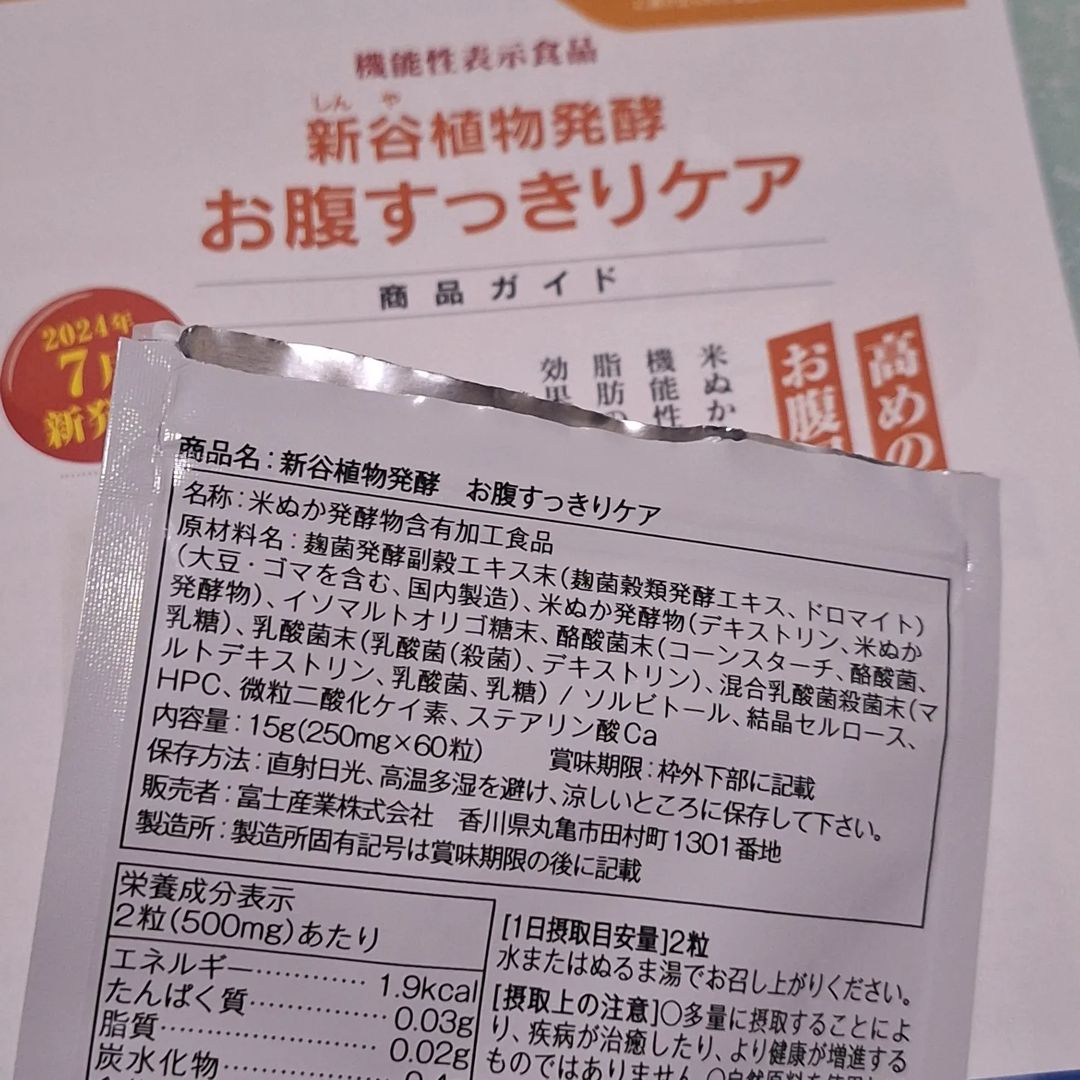 機能性表示食品
しん や
新谷植物発酵
お腹すっきりケア
商品ガイド
2024年
7
新
高めの
お腹
米ぬか
機能性
脂肪の
効果
商品名：新谷植物発酵　お腹すっきりケア
名称：米ぬか発酵物含有加工食品
原材料名：麹菌発酵副穀エキス末（麹菌穀類発酵エキス、ドロマイト）
（大豆・ゴマを含む、国内製造）、米ぬか発酵物（デキストリン、米ぬか
発酵物）、イソマルトオリゴ糖末、酪酸菌末（コーンスターチ、酪酸菌、
乳糖）、乳酸菌末（乳酸菌（殺菌）、デキストリン）、混合乳酸菌殺菌末（マ
ルトデキストリン、乳酸菌、乳糖）/ソルビトール、結晶セルロース、
HPC、微粒二酸化ケイ素、ステアリン酸Ca
内容量：15g(250mg×60粒)　賞味期限：枠外下部に記載
保存方法：直射日光、高温多湿を避け、涼しいところに保存して下さい。
販売者：富士産業株式会社　香川県丸亀市田村町1301番地
製造所：製造所固有記号は賞味期限の後に記載
栄養成分表示
2粒(500mg)あたり
エネルギー………… 1.9kcal
たんぱく質………… 0.03g
脂質………… 0.02g
炭水化物…………
[1日摂取目安量]2粒
水またはぬるま湯でお召し上がりください。
[摂取上の注意]○多量に摂取することによ
り、疾病が治癒したり、より健康が増進する
ものではありません。○自然原料を使用